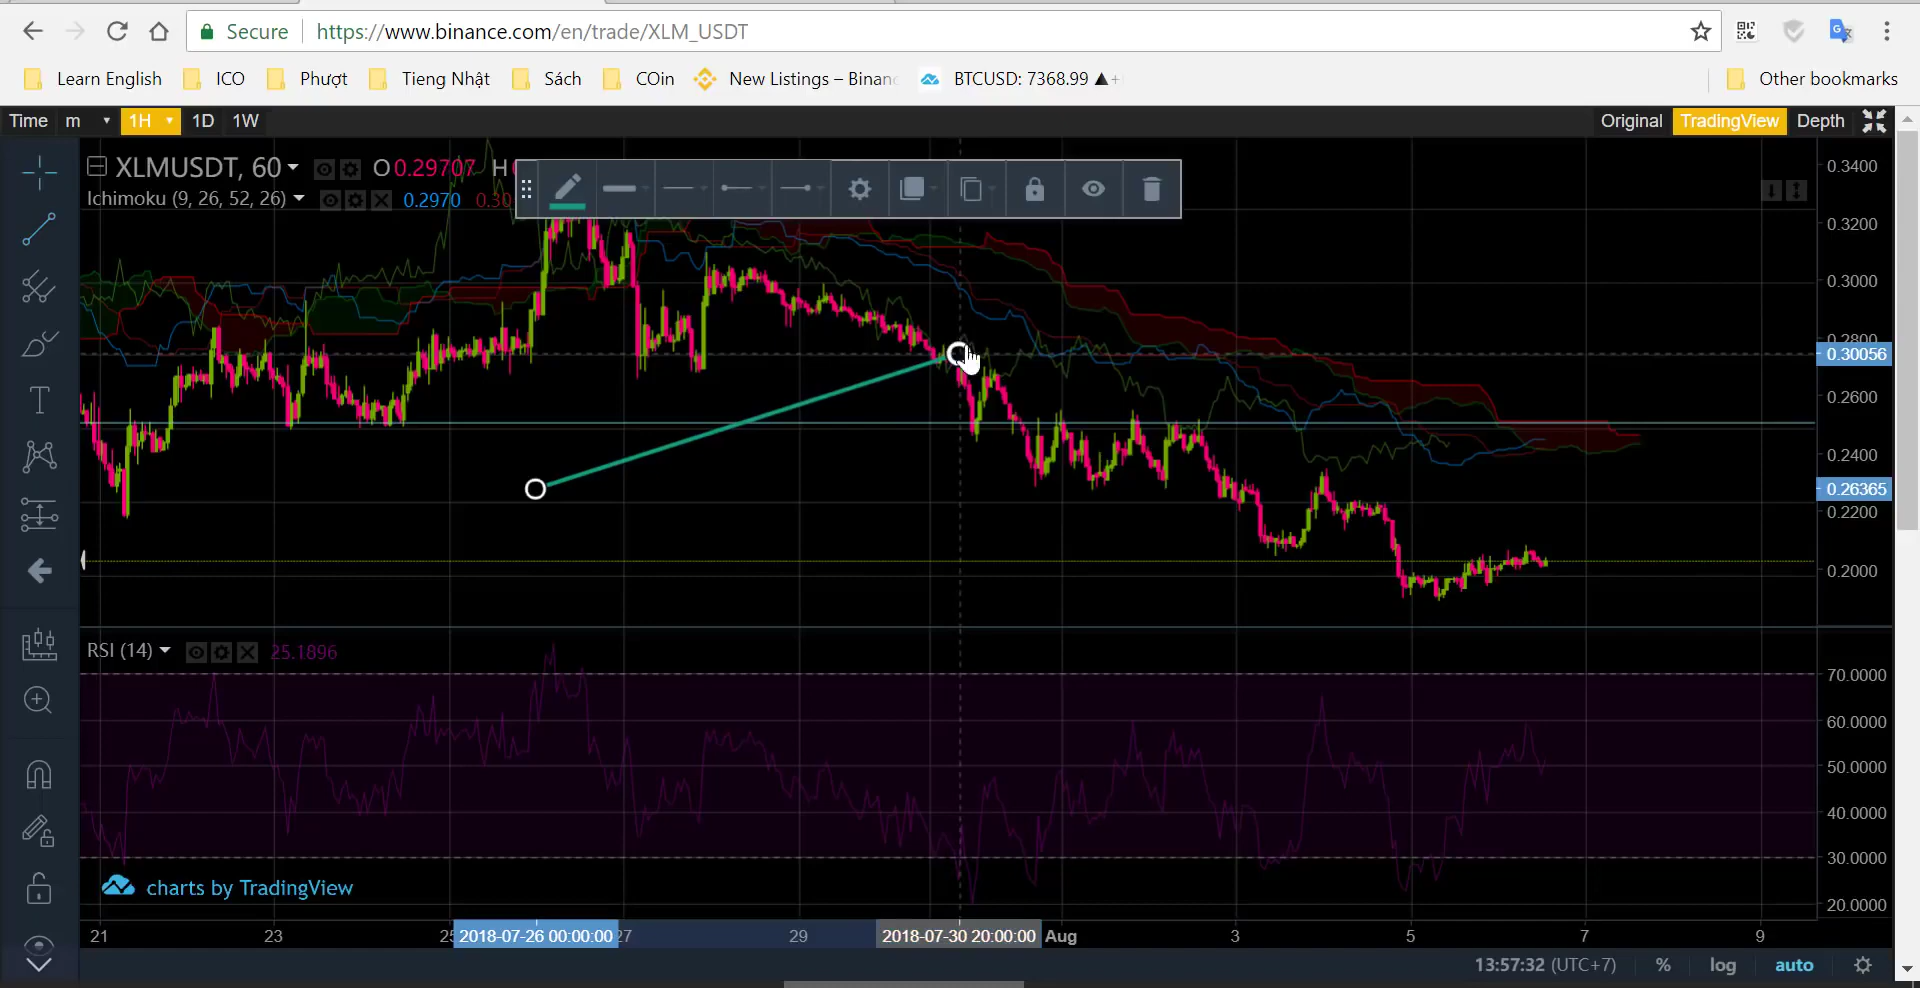 Secure https://www.binance.com/en/trade/XLM_USDT
Learn English ICO Phượt Tieng Nhật Sách COin New Listings – Binanc BTCUSD: 7368.99 ▲+ Other bookmarks
Time m 1H 1D 1W Original TradingView Depth
XLMUSDT, 60 O 0.29707 H
Ichimoku (9, 26, 52, 26) 0.2970 0.30
0.3400
0.3200
0.3000
0.2800
0.30056
0.2600
0.2400
0.26365
0.2200
0.2000
RSI (14) 25.1896
70.0000
60.0000
50.0000
40.0000
30.0000
20.0000
charts by TradingView
21 23 25 2018-07-26 00:00:00 27 29 2018-07-30 20:00:00 Aug 3 5 7 9
13:57:32 (UTC+7) % log auto